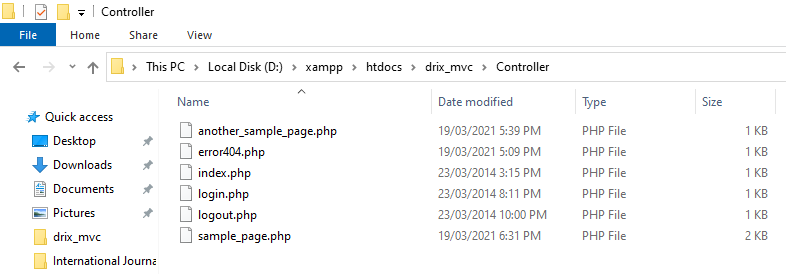 Controller
File Home Share View
This PC Local Disk (D:) xampp htdocs drix_mvc Controller
Name Date modified Type Size
Quick access
Desktop
Downloads
Documents
Pictures
drix_mvc
International Journa
another_sample_page.php 19/03/2021 5:39 PM PHP File 1 KB
error404.php 19/03/2021 5:09 PM PHP File 1 KB
index.php 23/03/2014 3:15 PM PHP File 1 KB
login.php 23/03/2014 8:11 PM PHP File 1 KB
logout.php 23/03/2014 10:00 PM PHP File 1 KB
sample_page.php 19/03/2021 6:31 PM PHP File 2 KB